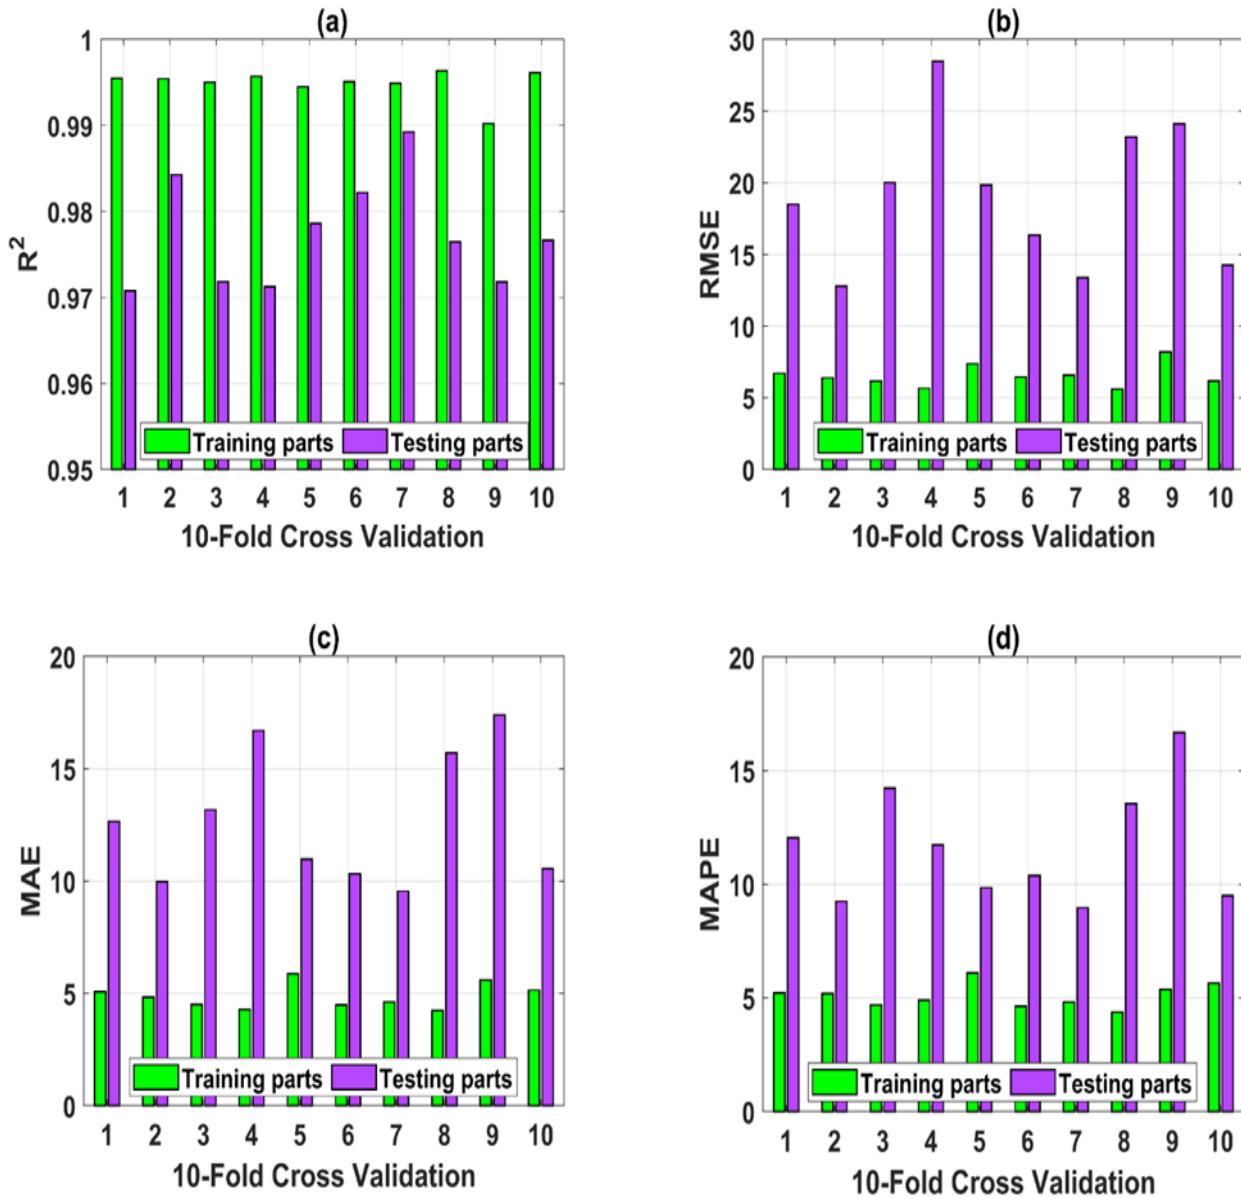 (a)
1
0.99
0.98
0.97
0.96
0.95
R2
Training parts Testing parts
1 2 3 4 5 6 7 8 9 10
10-Fold Cross Validation
(b)
30
25
20
15
10
5
0
RMSE
Training parts Testing parts
1 2 3 4 5 6 7 8 9 10
10-Fold Cross Validation
(c)
20
15
10
5
0
MAE
Training parts Testing parts
1 2 3 4 5 6 7 8 9 10
10-Fold Cross Validation
(d)
20
15
10
5
0
MAPE
Training parts Testing parts
1 2 3 4 5 6 7 8 9 10
10-Fold Cross Validation